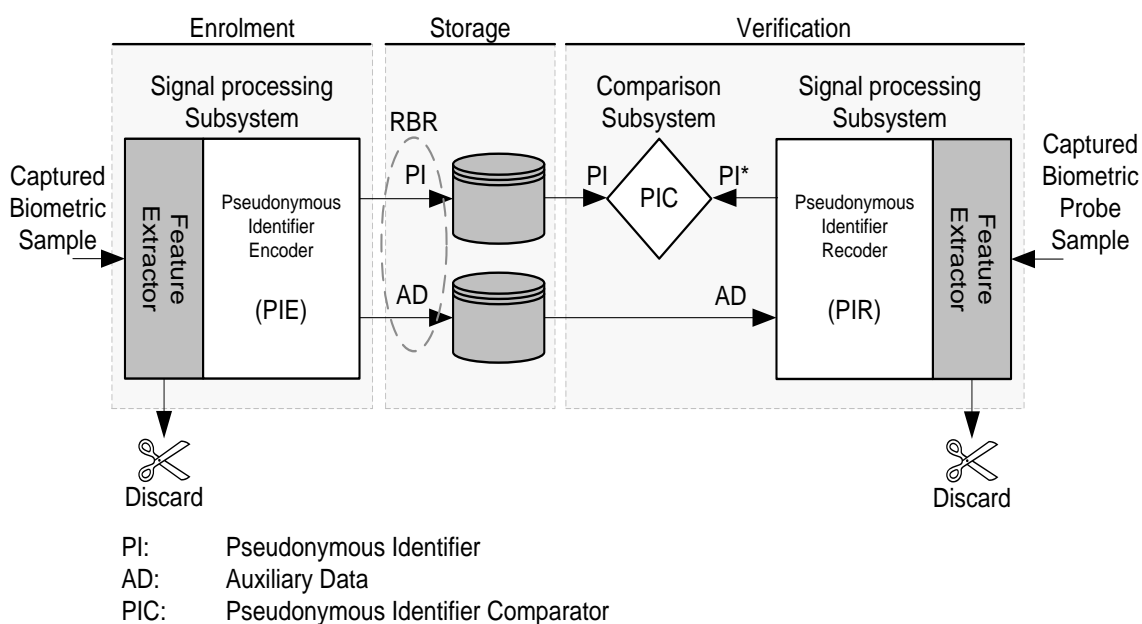 Enrolment
Storage
Verification
Signal processing
Subsystem
RBR
Comparison
Subsystem
Signal processing
Subsystem
Captured
Biometric
Sample
Feature
Extractor
Pseudonymous
Identifier
Encoder
(PIE)
PI
AD
PI
PIC
PI*
AD
Pseudonymous
Identifier
Recoder
(PIR)
Feature
Extractor
Captured
Biometric
Probe
Sample
Discard
Discard
PI: Pseudonymous Identifier
AD: Auxiliary Data
PIC: Pseudonymous Identifier Comparator